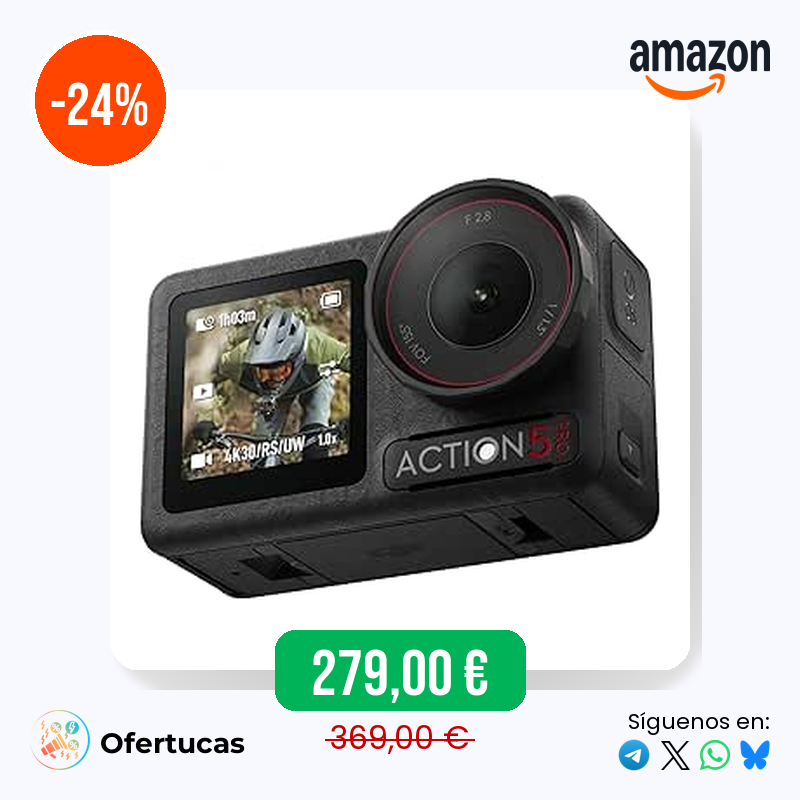 -24%
amazon
F 2.8
1/1.3"
FOV 155°
1h03m
4K30/RS/UW 1.0x
ACTION 5 PRO
279,00 €
369,00 €
Ofertucas
Síguenos en: